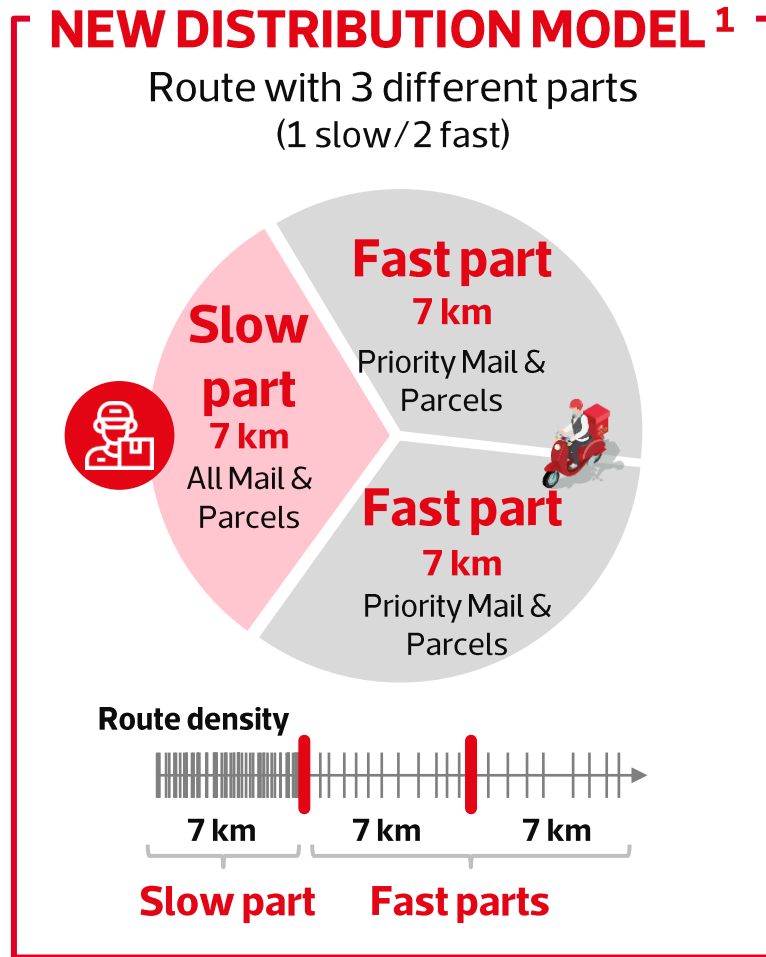 NEW DISTRIBUTION MODEL 1
Route with 3 different parts
(1 slow/2 fast)
Fast part
7 km
Priority Mail &
Parcels
Slow
part
7 km
All Mail &
Parcels
Fast part
7 km
Priority Mail &
Parcels
Route density
7 km 7 km 7 km
Slow part Fast parts